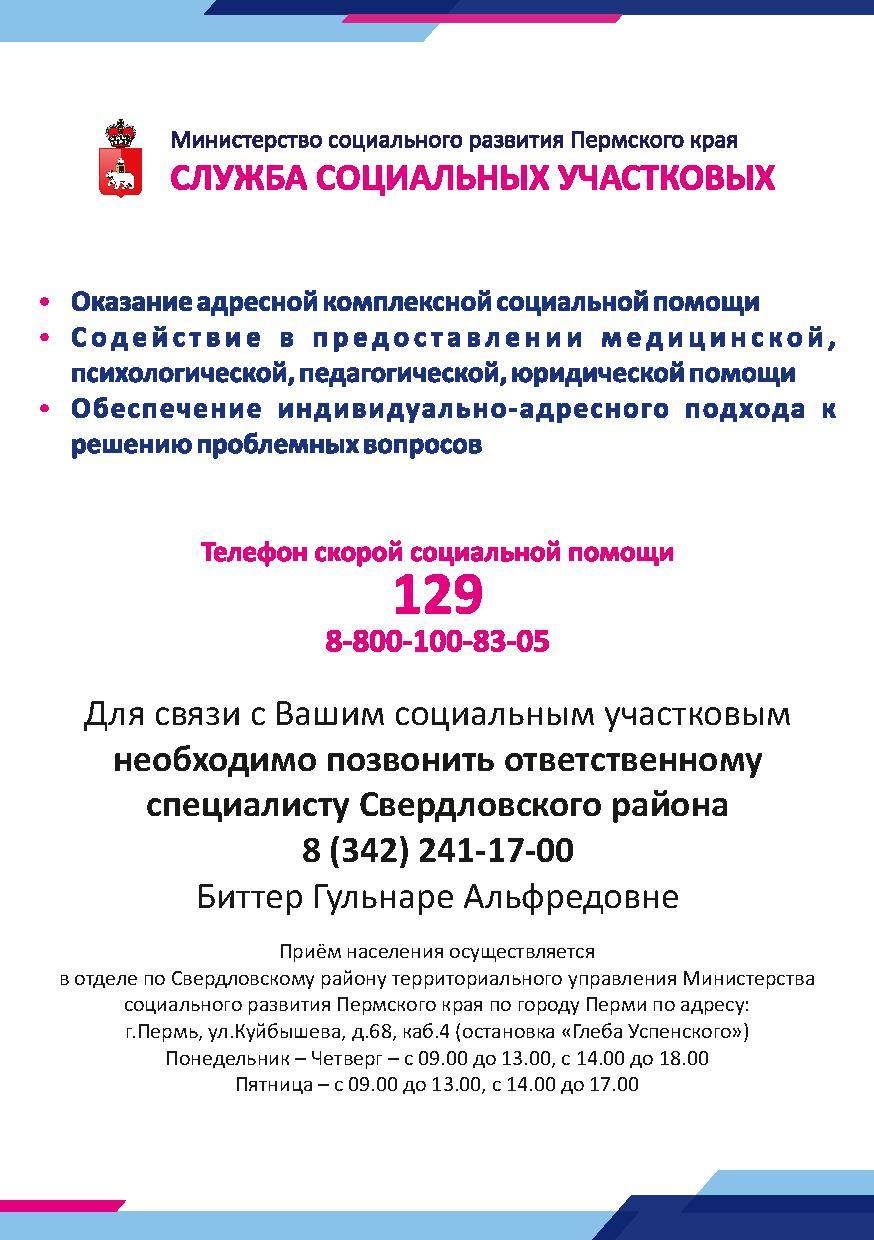 Министерство социального развития Пермского края
СЛУЖБА СОЦИАЛЬНЫХ УЧАСТКОВЫХ
• Оказание адресной комплексной социальной помощи
• Содействие в предоставлении медицинской,
психологической, педагогической, юридической помощи
• Обеспечение индивидуально-адресного подхода к
решению проблемных вопросов
Телефон скорой социальной помощи
129
8-800-100-83-05
Для связи с Вашим социальным участковым
необходимо позвонить ответственному
специалисту Свердловского района
8 (342) 241-17-00
Биттер Гульнаре Альфредовне
Приём населения осуществляется
в отделе по Свердловскому району территориального управления Министерства
социального развития Пермского края по городу Перми по адресу:
г.Пермь, ул.Куйбышева, д.68, каб.4 (остановка «Глеба Успенского»)
Понедельник – Четверг – с 09.00 до 13.00, с 14.00 до 18.00
Пятница – с 09.00 до 13.00, с 14.00 до 17.00